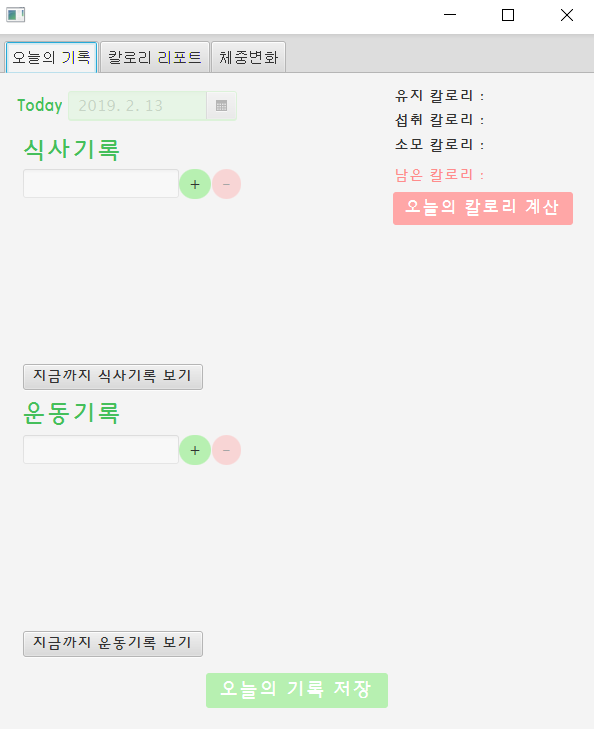 오늘의 기록 칼로리 리포트 체중변화
Today 2019. 2. 13
유지 칼로리 :
섭취 칼로리 :
소모 칼로리 :
남은 칼로리 :
오늘의 칼로리 계산
식사기록
+ -
지금까지 식사기록 보기
운동기록
+ -
지금까지 운동기록 보기
오늘의 기록 저장